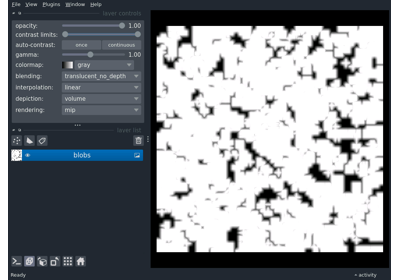 File View Plugins Window Help
layer controls
opacity: 1.00
contrast limits:
auto-contrast: once continuous
gamma: 1.00
colormap: gray
blending: translucent_no_depth
interpolation: linear
depiction: volume
rendering: mip
layer list
blobs
Ready activity